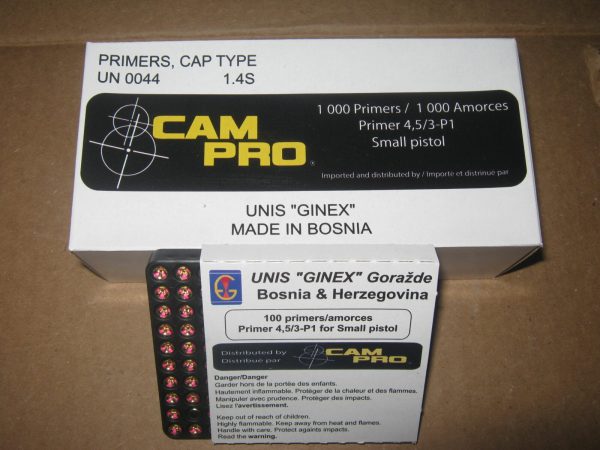 PRIMERS, CAP TYPE
UN 0044 1.4S
CAM
PRO
1 000 Primers / 1 000 Amorces
Primer 4,5/3-P1
Small pistol
Imported and distributed by / Importé et distribué par
UNIS "GINEX"
MADE IN BOSNIA
UNIS "GINEX" Goražde
Bosnia & Herzegovina
100 primers/amorces
Primer 4,5/3-P1 for Small pistol
Distributed by
Distribué par
CAM
PRO
Danger/Danger
Garder hors de la portée des enfants.
Hautement inflammable. Protéger de la chaleur et des flammes.
Manipuler avec prudence. Protéger des impacts.
Lisez l'avertissement.
Keep out of reach of children.
Highly flammable. Keep away from heat and flames.
Handle with care. Protect againts impacts.
Read the warning.